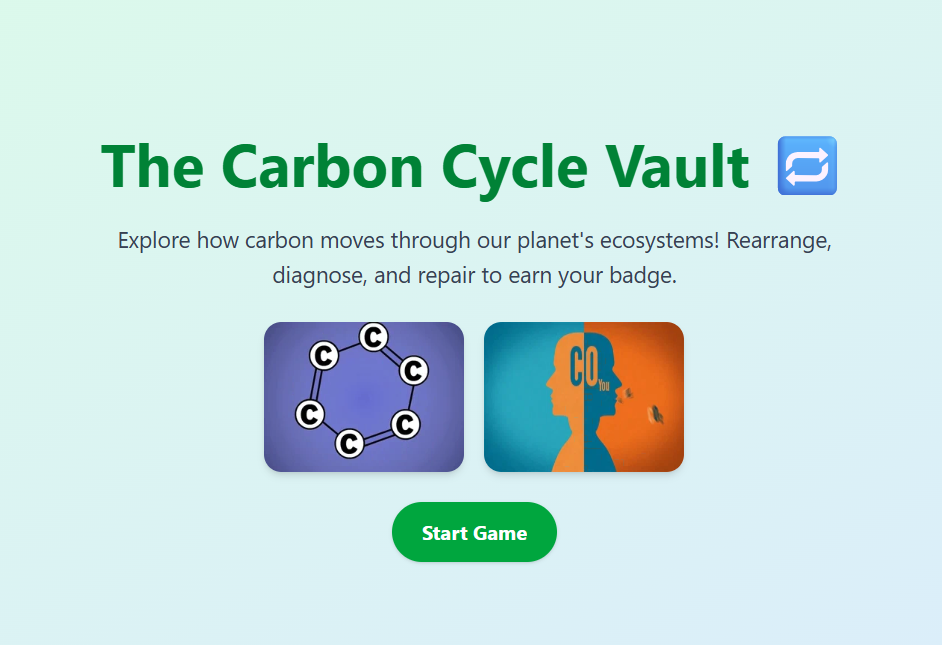 The Carbon Cycle Vault 🔁
Explore how carbon moves through our planet's ecosystems! Rearrange,
diagnose, and repair to earn your badge.
C
C
C
C
C
C
CO
You
Start Game